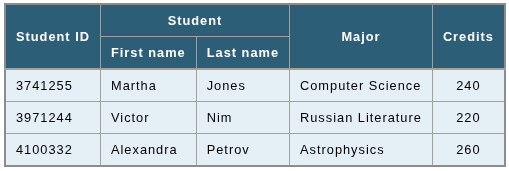 Student ID Student Major Credits
First name Last name
3741255 Martha Jones Computer Science 240
3971244 Victor Nim Russian Literature 220
4100332 Alexandra Petrov Astrophysics 260